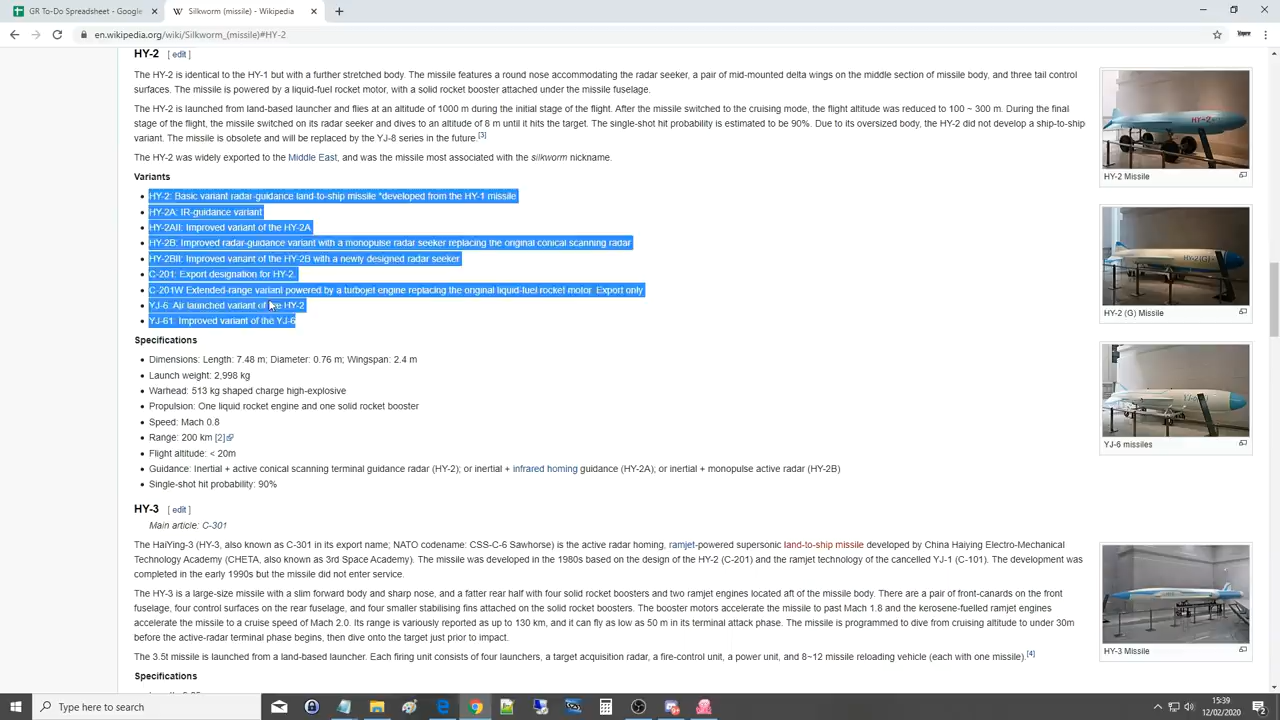 GR To-Do Spreadsheet - Google
Silkworm (missile) - Wikipedia
en.wikipedia.org/wiki/Silkworm_(missile)#HY-2
HY-2 [ edit ]
The HY-2 is identical to the HY-1 but with a further stretched body. The missile features a round nose accommodating the radar seeker, a pair of mid-mounted delta wings on the middle section of missile body, and three tail control
surfaces. The missile is powered by a liquid-fuel rocket motor, with a solid rocket booster attached under the missile fuselage.
The HY-2 is launched from land-based launcher and flies at an altitude of 1000 m during the initial stage of the flight. After the missile switched to the cruising mode, the flight altitude was reduced to 100 ~ 300 m. During the final
stage of the flight, the missile switched on its radar seeker and dives to an altitude of 8 m until it hits the target. The single-shot hit probability is estimated to be 90%. Due to its oversized body, the HY-2 did not develop a ship-to-ship
variant. The missile is obsolete and will be replaced by the YJ-8 series in the future.[3]
The HY-2 was widely exported to the Middle East, and was the missile most associated with the silkworm nickname.
HY-2 Missile
Variants
HY-2: Basic variant radar-guidance land-to-ship missile *developed from the HY-1 missile
HY-2A: IR-guidance variant
HY-2AII: Improved variant of the HY-2A
HY-2B: Improved radar-guidance variant with a monopulse radar seeker replacing the original conical scanning radar
HY-2BII: Improved variant of the HY-2B with a newly designed radar seeker
C-201: Export designation for HY-2.
C-201W Extended-range variant powered by a turbojet engine replacing the original liquid-fuel rocket motor. Export only
YJ-6: Air launched variant of the HY-2
YJ-61: Improved variant of the YJ-6
HY-2 (G) Missile
Specifications
Dimensions: Length: 7.48 m; Diameter: 0.76 m; Wingspan: 2.4 m
Launch weight: 2,998 kg
Warhead: 513 kg shaped charge high-explosive
Propulsion: One liquid rocket engine and one solid rocket booster
Speed: Mach 0.8
Range: 200 km [2]
Flight altitude: < 20m
Guidance: Inertial + active conical scanning terminal guidance radar (HY-2); or inertial + infrared homing guidance (HY-2A); or inertial + monopulse active radar (HY-2B)
Single-shot hit probability: 90%
YJ-6 missiles
HY-3 [ edit ]
Main article: C-301
The HaiYing-3 (HY-3, also known as C-301 in its export name; NATO codename: CSS-C-6 Sawhorse) is the active radar homing, ramjet-powered supersonic land-to-ship missile developed by China Haiying Electro-Mechanical
Technology Academy (CHETA, also known as 3rd Space Academy). The missile was developed in the 1980s based on the design of the HY-2 (C-201) and the ramjet technology of the cancelled YJ-1 (C-101). The development was
completed in the early 1990s but the missile did not enter service.
The HY-3 is a large-size missile with a slim forward body and sharp nose, and a fatter rear half with four solid rocket boosters and two ramjet engines located aft of the missile body. There are a pair of front-canards on the front
fuselage, four control surfaces on the rear fuselage, and four smaller stabilising fins attached on the solid rocket boosters. The booster motors accelerate the missile to past Mach 1.8 and the kerosene-fuelled ramjet engines
accelerate the missile to a cruise speed of Mach 2.0. Its range is variously reported as up to 130 km, and it can fly as low as 50 m in its terminal attack phase. The missile is programmed to dive from cruising altitude to under 30m
before the active-radar terminal phase begins, then dive onto the target just prior to impact.
The 3.5t missile is launched from a land-based launcher. Each firing unit consists of four launchers, a target acquisition radar, a fire-control unit, a power unit, and 8~12 missile reloading vehicle (each with one missile).[4]
HY-3 Missile
Specifications
Type here to search
15:39
12/02/2020